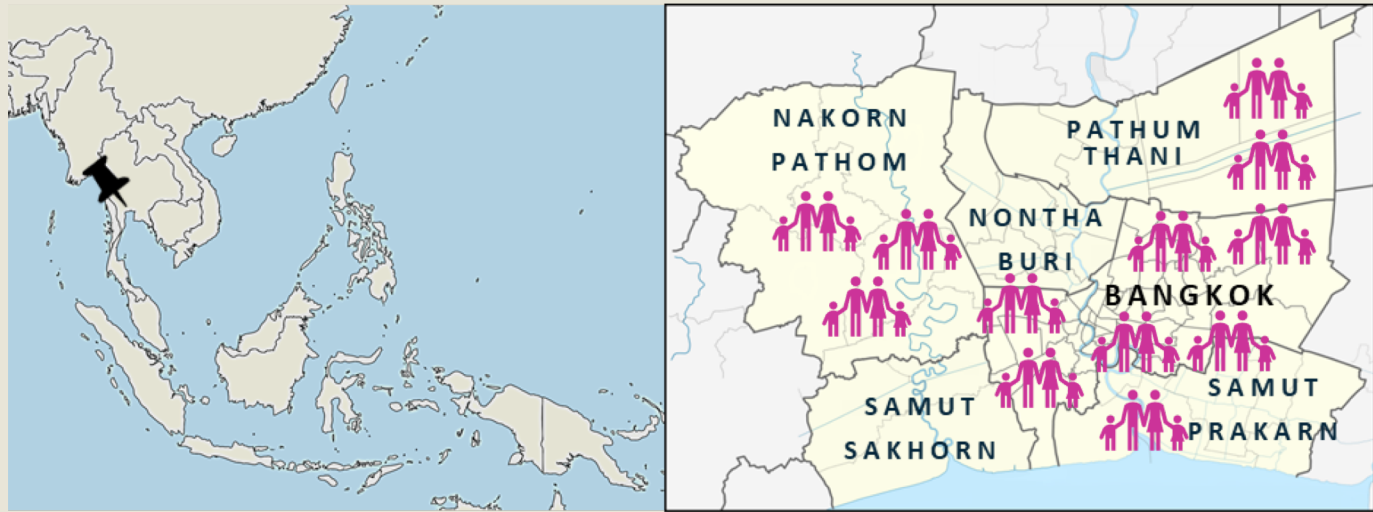 NAKORN
PATHOM
PATHUM
THANI
NONTHA
BURI
BANGKOK
SAMUT
SAKHORN
SAMUT
PRAKARN